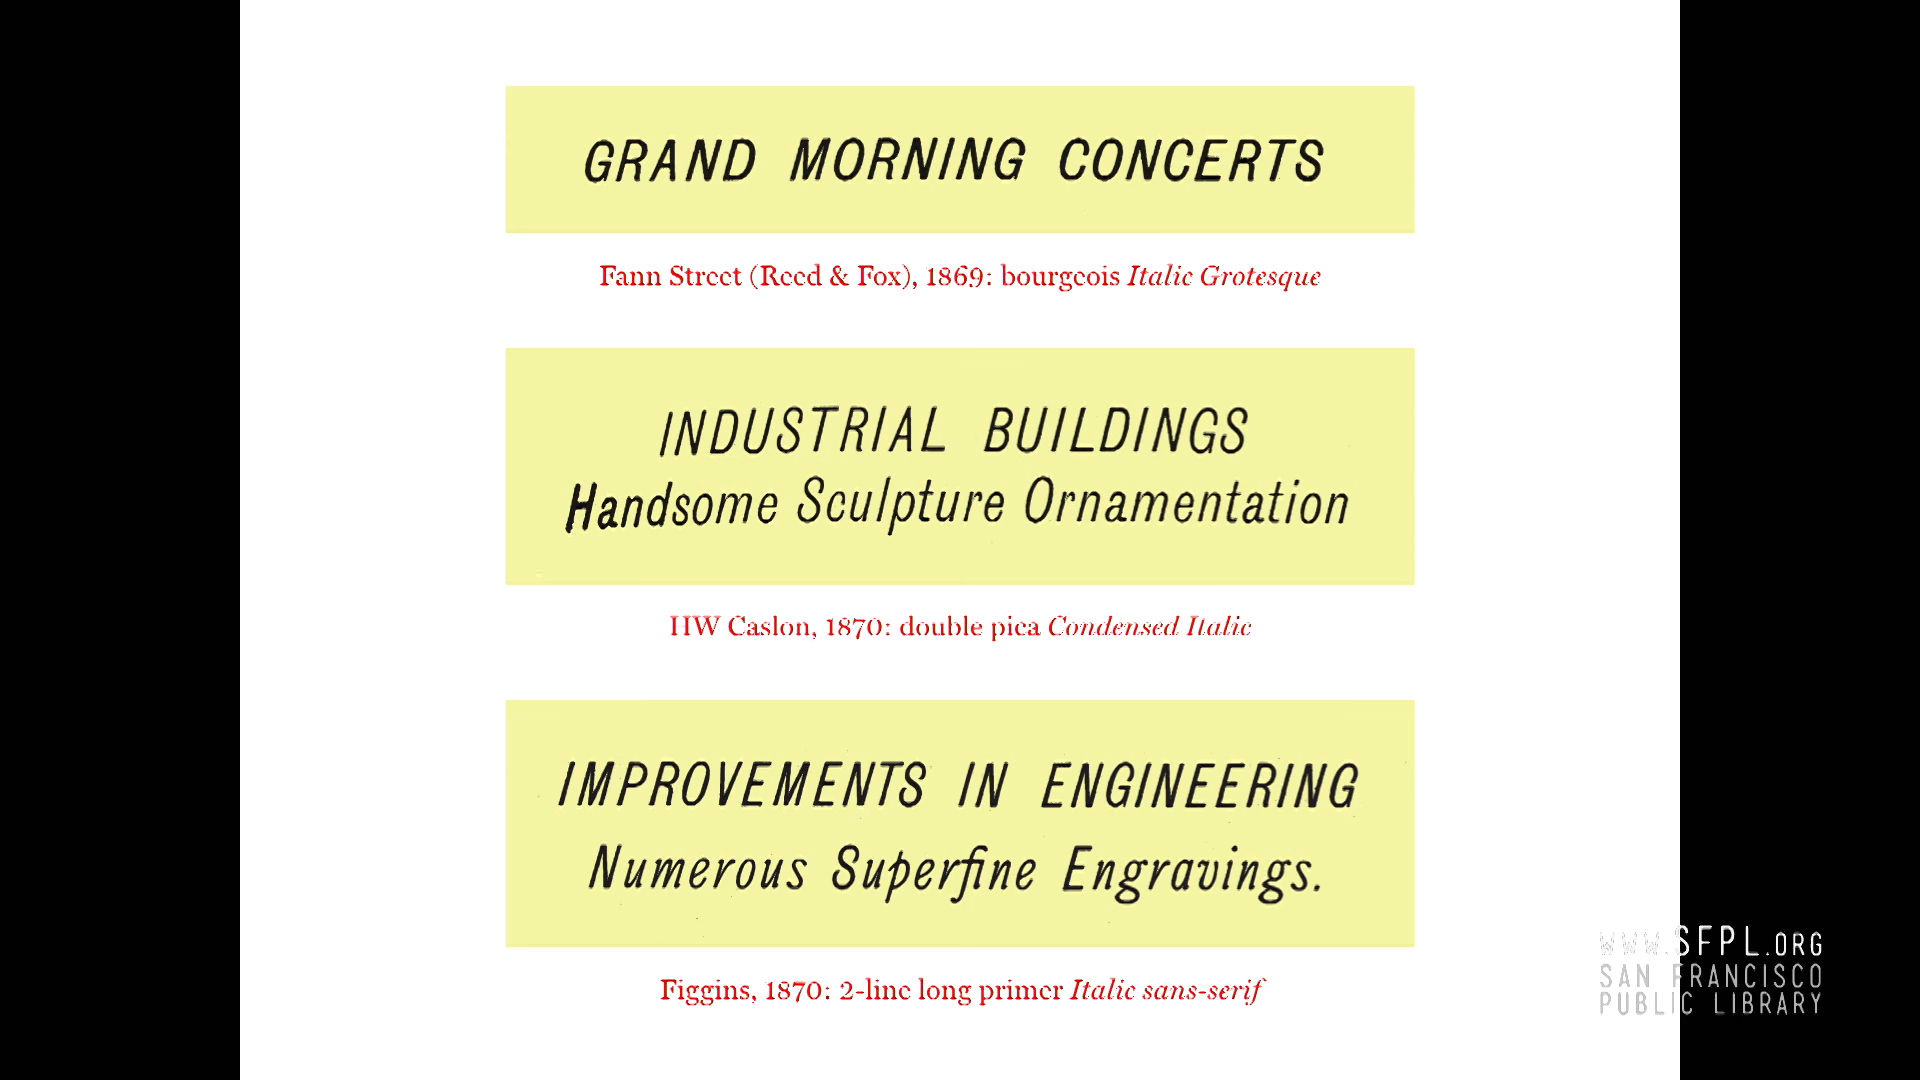 GRAND MORNING CONCERTS
Fann Street (Reed & Fox), 1869: bourgeois Italic Grotesque
INDUSTRIAL BUILDINGS
Handsome Sculpture Ornamentation
HW Caslon, 1870: double pica Condensed Italic
IMPROVEMENTS IN ENGINEERING
Numerous Superfine Engravings.
Figgins, 1870: 2-line long primer Italic sans-serif
WWW.SFPL.ORG
SAN FRANCISCO
PUBLIC LIBRARY